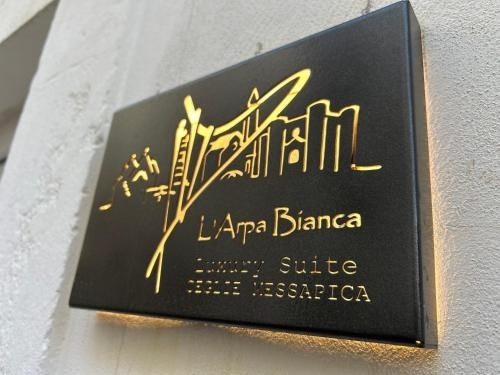 L'Arpa Bianca
Luxury Suite
CEGLIE MESSAPICA